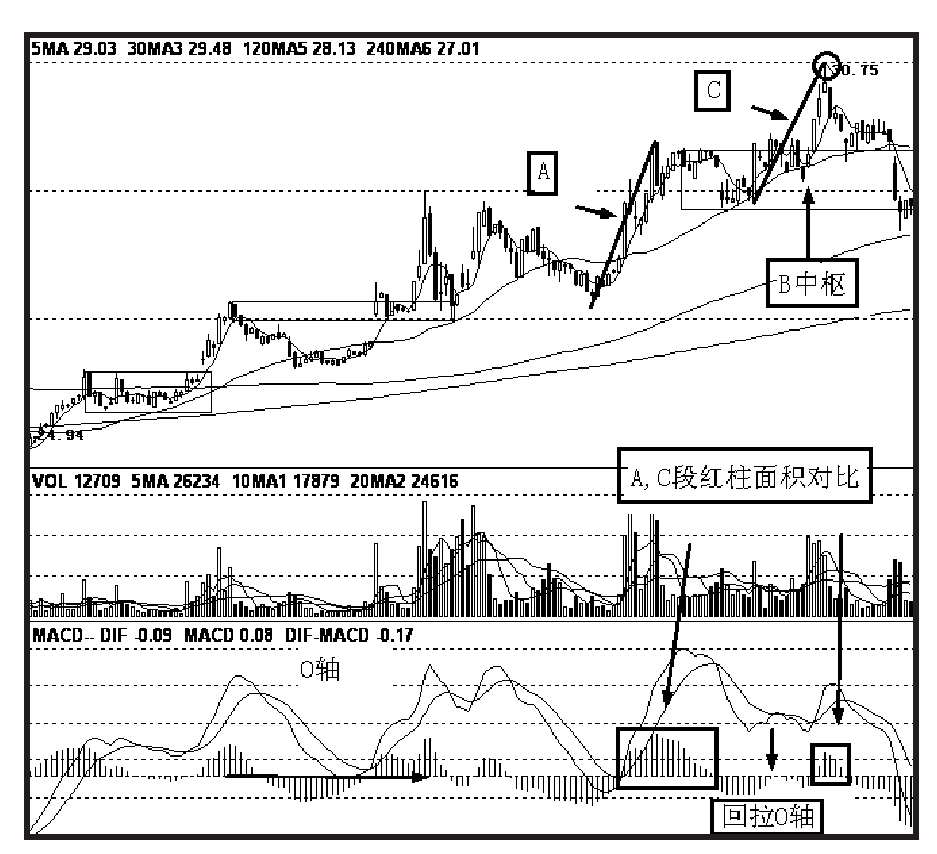 5MA 29.03 30MA3 29.48 120MA5 28.13 240MA6 27.01
30.75
C
A
B中枢
4.94
A,C段红柱面积对比
VOL 12709 5MA 26234 10MA1 17879 20MA2 24616
MACD-- DIF -0.09 MACD 0.08 DIF-MACD -0.17
0轴
回拉0轴